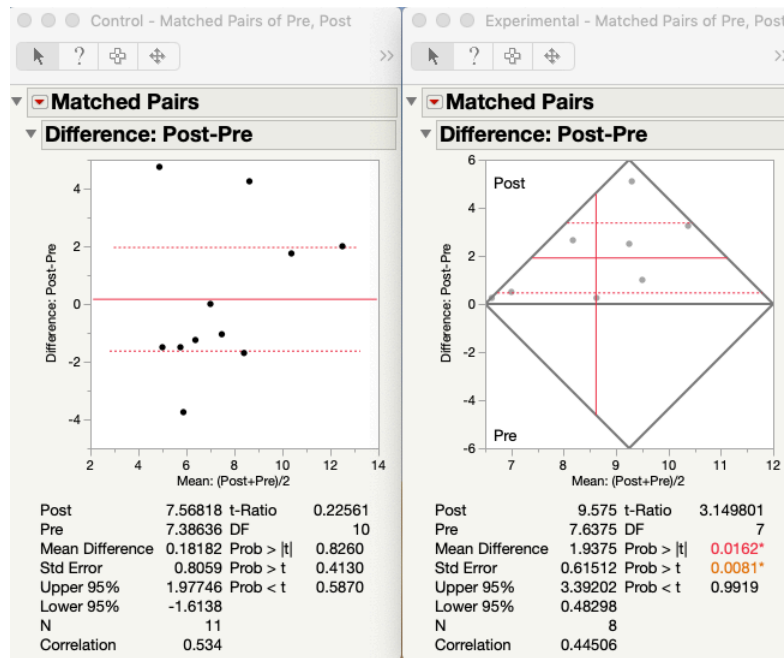 Control - Matched Pairs of Pre, Post
?
»
Matched Pairs
Difference: Post-Pre
Difference: Post-Pre
4
2
0
-2
-4
2 4 6 8 10 12 14
Mean: (Post+Pre)/2
Post 7.56818 t-Ratio 0.22561
Pre 7.38636 DF 10
Mean Difference 0.18182 Prob > |t| 0.8260
Std Error 0.8059 Prob > t 0.4130
Upper 95% 1.97746 Prob < t 0.5870
Lower 95% -1.6138
N 11
Correlation 0.534
Experimental - Matched Pairs of Pre, Post
?
Matched Pairs
Difference: Post-Pre
Difference: Post-Pre
6
4
2
0
-2
-4
-6
Post
Pre
7 8 9 10 11 12
Mean: (Post+Pre)/2
Post 9.575 t-Ratio 3.149801
Pre 7.6375 DF 7
Mean Difference 1.9375 Prob > |t| 0.0162*
Std Error 0.61512 Prob > t 0.0081*
Upper 95% 3.39202 Prob < t 0.9919
Lower 95% 0.48298
N 8
Correlation 0.44506